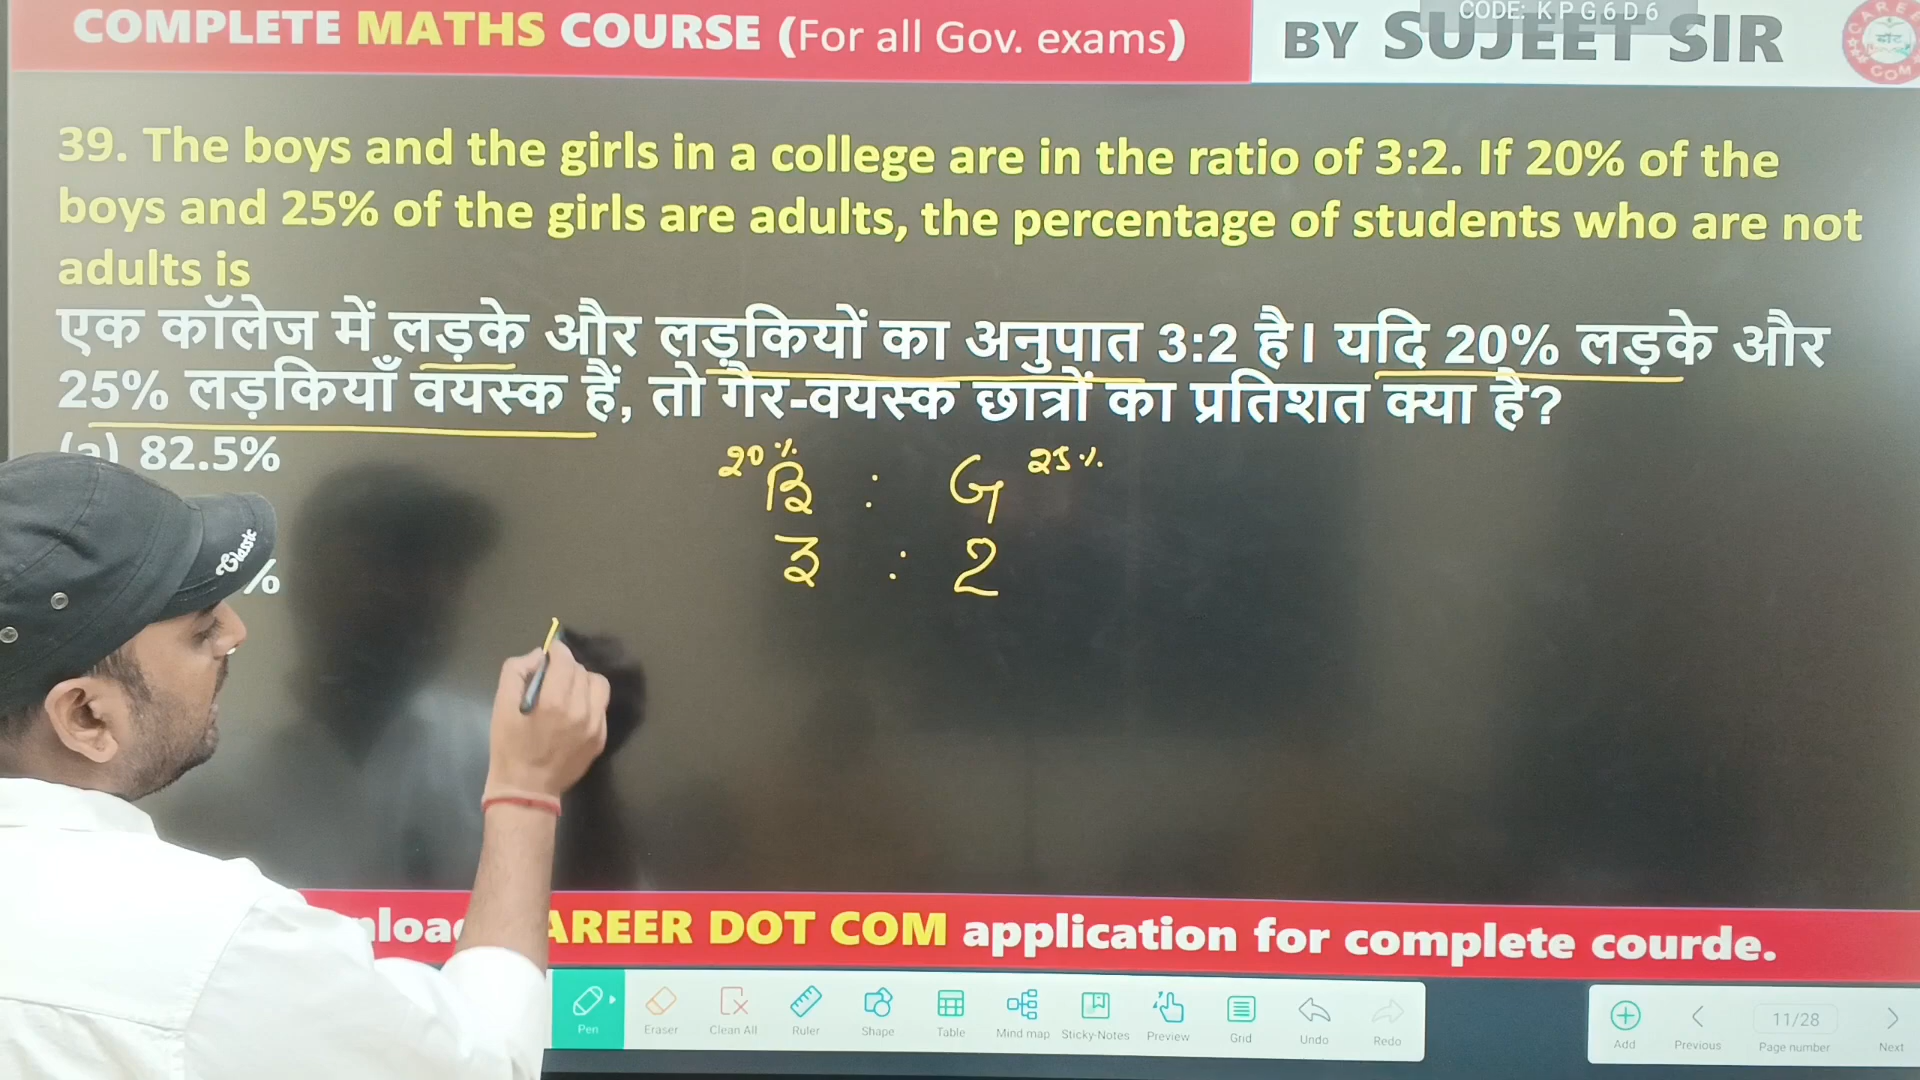 COMPLETE MATHS COURSE (For all Gov. exams)
BY SUJEET SIR
CODE: KPG6D6
39. The boys and the girls in a college are in the ratio of 3:2. If 20% of the
boys and 25% of the girls are adults, the percentage of students who are not
adults is
एक कॉलेज में लड़के और लड़कियों का अनुपात 3:2 है। यदि 20% लड़के और
25% लड़कियाँ वयस्क हैं, तो गैर-वयस्क छात्रों का प्रतिशत क्या है?
(a) 82.5%
20% B : G 25%
3 : 2
%
CAREER DOT COM application for complete courde.
Pen
Eraser
Clean All
Ruler
Shape
Table
Mind map
Sticky-Notes
Preview
Grid
Undo
Redo
Add
Previous
11/28
Page number
Next
Classic